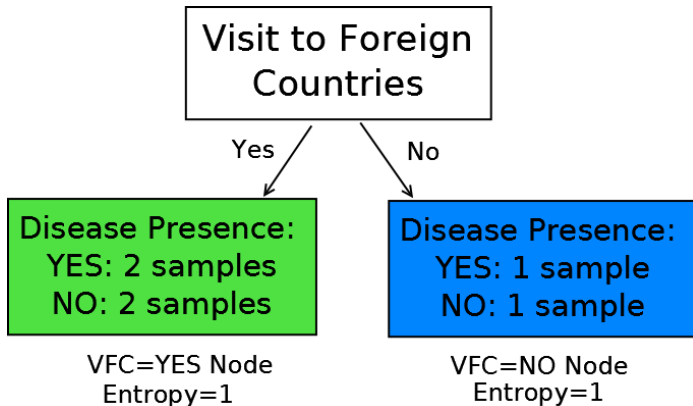 Visit to Foreign
Countries
Yes
No
Disease Presence:
YES: 2 samples
NO: 2 samples
Disease Presence:
YES: 1 sample
NO: 1 sample
VFC=YES Node
Entropy=1
VFC=NO Node
Entropy=1